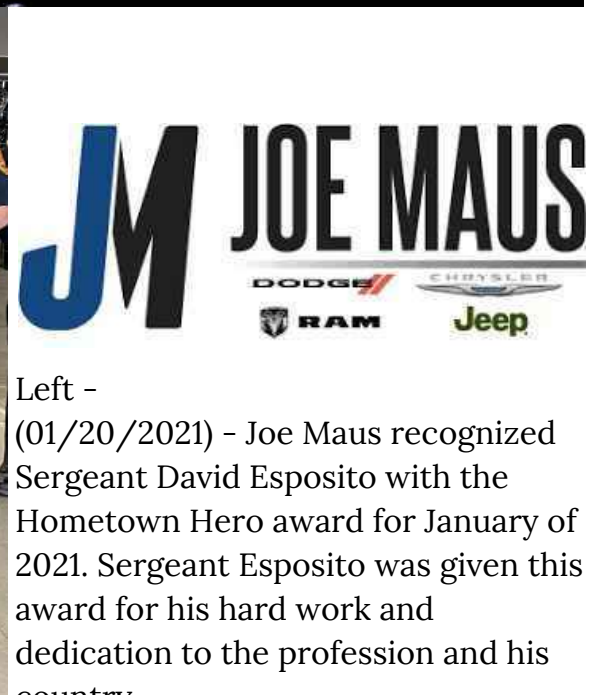 JM JOE MAUS
DODGE CHRYSLER
RAM Jeep
Left -
(01/20/2021) - Joe Maus recognized
Sergeant David Esposito with the
Hometown Hero award for January of
2021. Sergeant Esposito was given this
award for his hard work and
dedication to the profession and his
country.